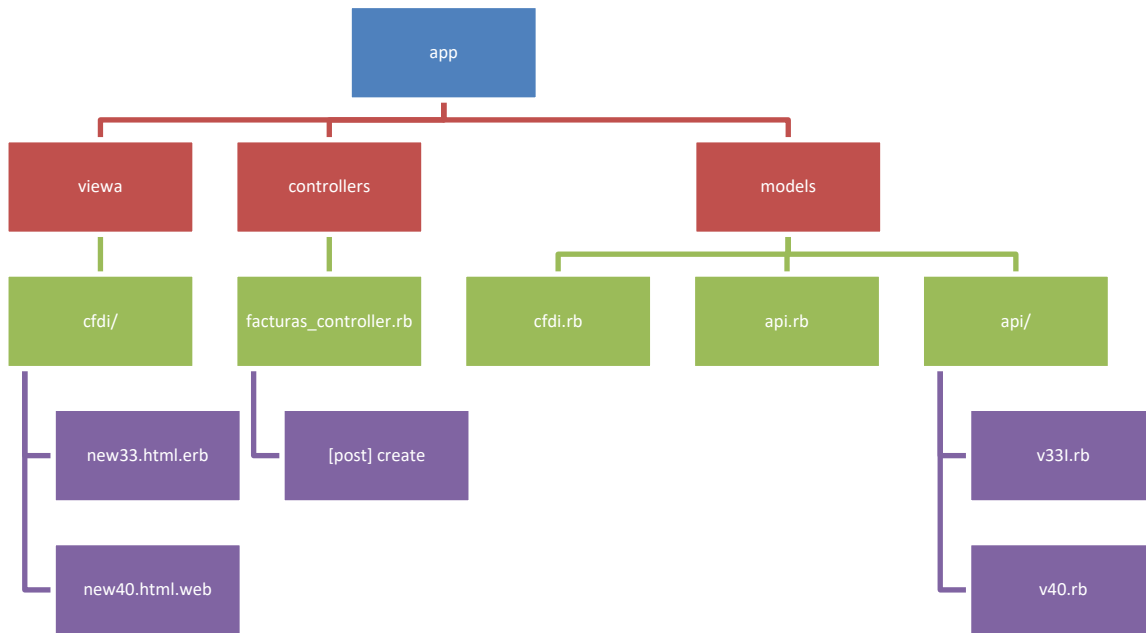 app
viewa
controllers
models
cfdi/
facturas_controller.rb
cfdi.rb
api.rb
api/
new33.html.erb
[post] create
v33I.rb
new40.html.web
v40.rb